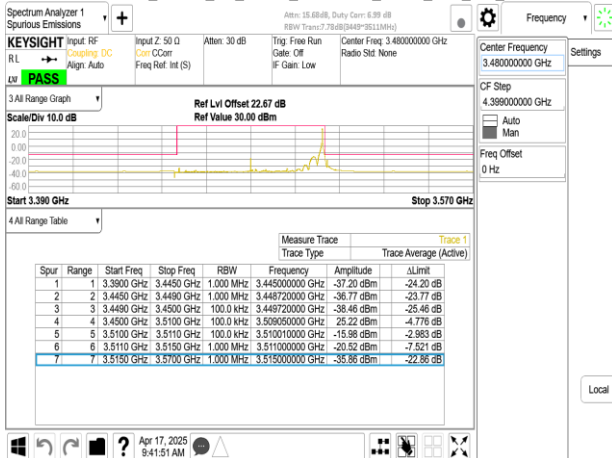 Spectrum Analyzer 1
Spurious Emissions
Attn: 15.68dB, Duty Corr: 6.99 dB
RBW Trans:7.78dB(3449*3511MHz)
Frequency
KEYSIGHT
RL
LXI
PASS
Input: RF
Coupling: DC
Align: Auto
Input Z: 50 Ω
Corr CCorr
Freq Ref: Int (S)
Atten: 30 dB
Trig: Free Run
Gate: Off
IF Gain: Low
Center Freq: 3.480000000 GHz
Radio Std: None
Center Frequency
3.480000000 GHz
Settings
CF Step
4.399000000 GHz
Auto
Man
Freq Offset
0 Hz
3 All Range Graph
Scale/Div 10.0 dB
Ref Lvl Offset 22.67 dB
Ref Value 30.00 dBm
20.0
0.00
-20.0
-40.0
-60.0
Start 3.390 GHz
Stop 3.570 GHz
4 All Range Table
Measure Trace Trace 1
Trace Type Trace Average (Active)
Spur Range Start Freq Stop Freq RBW Frequency Amplitude ΔLimit
1 1 3.3900 GHz 3.4450 GHz 1.000 MHz 3.445000000 GHz -37.20 dBm -24.20 dB
2 2 3.4450 GHz 3.4490 GHz 1.000 MHz 3.448720000 GHz -36.77 dBm -23.77 dB
3 3 3.4490 GHz 3.4500 GHz 100.0 kHz 3.449720000 GHz -38.46 dBm -25.46 dB
4 4 3.4500 GHz 3.5100 GHz 100.0 kHz 3.509050000 GHz 25.22 dBm -4.776 dB
5 5 3.5100 GHz 3.5110 GHz 100.0 kHz 3.510010000 GHz -15.98 dBm -2.983 dB
6 6 3.5110 GHz 3.5150 GHz 1.000 MHz 3.511000000 GHz -20.52 dBm -7.521 dB
7 7 3.5150 GHz 3.5700 GHz 1.000 MHz 3.515000000 GHz -35.86 dBm -22.86 dB
Local
?
Apr 17, 2025
9:41:51 AM